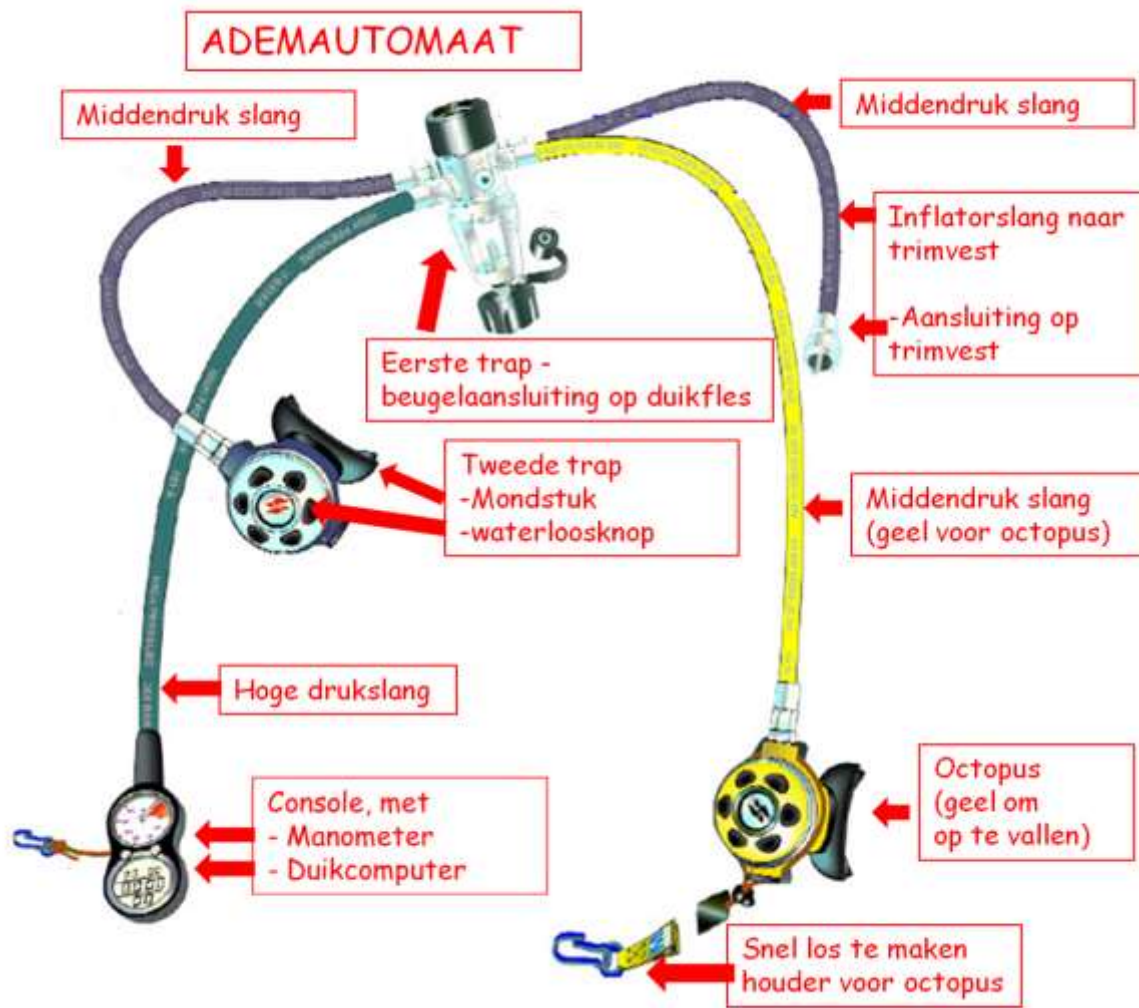 ADEMAUTOMAAT
Middendruk slang
Middendruk slang
Inflatorslang naar
trimvest
-Aansluiting op
trimvest
Eerste trap -
beugelaansluiting op duikfles
Tweede trap
-Mondstuk
-waterloosknop
Middendruk slang
(geel voor octopus)
Hoge drukslang
Octopus
(geel om
op te vallen)
Console, met
- Manometer
- Duikcomputer
Snel los te maken
houder voor octopus